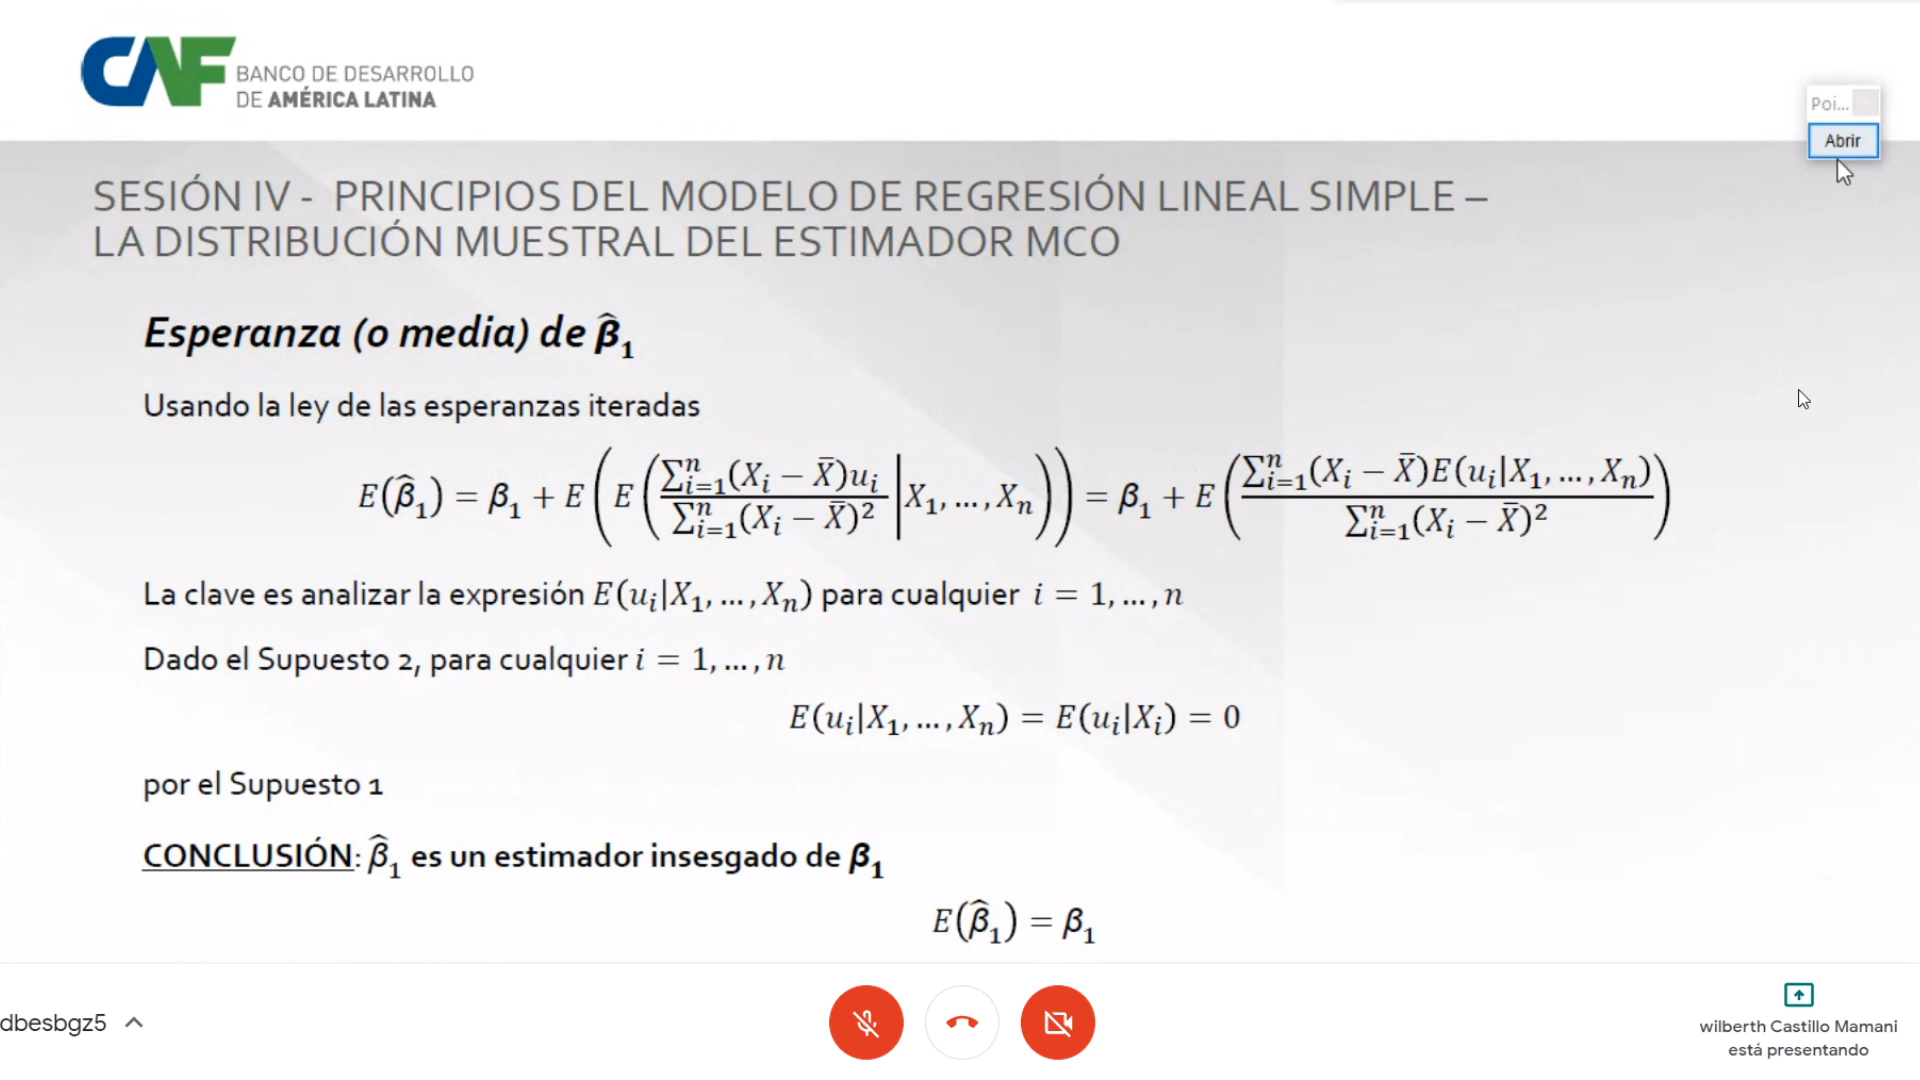 CAF BANCO DE DESARROLLO
DE AMÉRICA LATINA
Poi...
Abrir
SESIÓN IV - PRINCIPIOS DEL MODELO DE REGRESIÓN LINEAL SIMPLE –
LA DISTRIBUCIÓN MUESTRAL DEL ESTIMADOR MCO
Esperanza (o media) de β̂₁
Usando la ley de las esperanzas iteradas
E(β̂₁) = β₁ + E(E(∑ⁿᵢ₌₁(Xᵢ − X̄)uᵢ / ∑ⁿᵢ₌₁(Xᵢ − X̄)² | X₁, ..., Xₙ)) = β₁ + E(∑ⁿᵢ₌₁(Xᵢ − X̄)E(uᵢ|X₁, ..., Xₙ) / ∑ⁿᵢ₌₁(Xᵢ − X̄)²)
La clave es analizar la expresión E(uᵢ|X₁, ..., Xₙ) para cualquier i = 1, ..., n
Dado el Supuesto 2, para cualquier i = 1, ..., n
E(uᵢ|X₁, ..., Xₙ) = E(uᵢ|Xᵢ) = 0
por el Supuesto 1
CONCLUSIÓN: β̂₁ es un estimador insesgado de β₁
E(β̂₁) = β₁
dbesbgz5
wilberth Castillo Mamani
está presentando